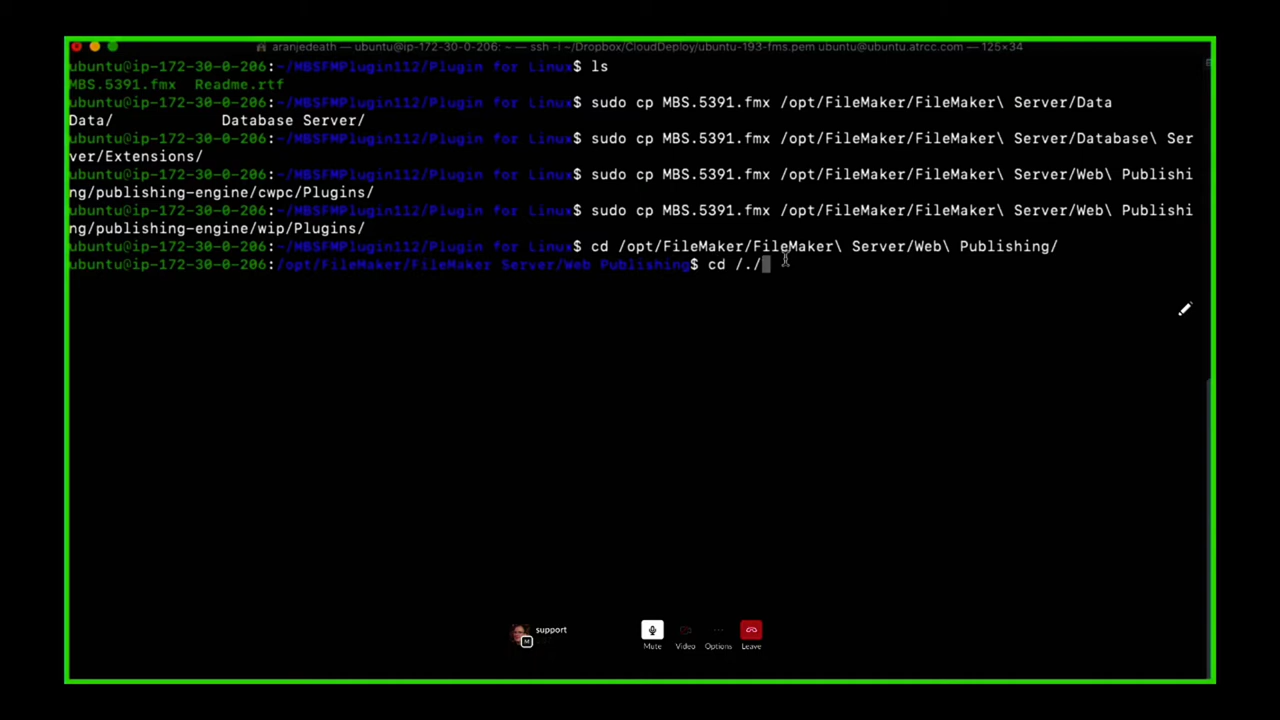 aranjedeath — ubuntu@ip-172-30-0-206: ~ — ssh -i ~/Dropbox/CloudDeploy/ubuntu-193-fms.pem ubuntu@ubuntu.atrcc.com — 125×34
ubuntu@ip-172-30-0-206:~/MBSFMPlugin112/Plugin for Linux$ ls
MBS.5391.fmx  Readme.rtf
ubuntu@ip-172-30-0-206:~/MBSFMPlugin112/Plugin for Linux$ sudo cp MBS.5391.fmx /opt/FileMaker/FileMaker\ Server/Data
Data/            Database Server/
ubuntu@ip-172-30-0-206:~/MBSFMPlugin112/Plugin for Linux$ sudo cp MBS.5391.fmx /opt/FileMaker/FileMaker\ Server/Database\ Ser
ver/Extensions/
ubuntu@ip-172-30-0-206:~/MBSFMPlugin112/Plugin for Linux$ sudo cp MBS.5391.fmx /opt/FileMaker/FileMaker\ Server/Web\ Publishi
ng/publishing-engine/cwpc/Plugins/
ubuntu@ip-172-30-0-206:~/MBSFMPlugin112/Plugin for Linux$ sudo cp MBS.5391.fmx /opt/FileMaker/FileMaker\ Server/Web\ Publishi
ng/publishing-engine/wip/Plugins/
ubuntu@ip-172-30-0-206:~/MBSFMPlugin112/Plugin for Linux$ cd /opt/FileMaker/FileMaker\ Server/Web\ Publishing/
ubuntu@ip-172-30-0-206:/opt/FileMaker/FileMaker Server/Web Publishing$ cd /./
support
M
Mute Video Options Leave